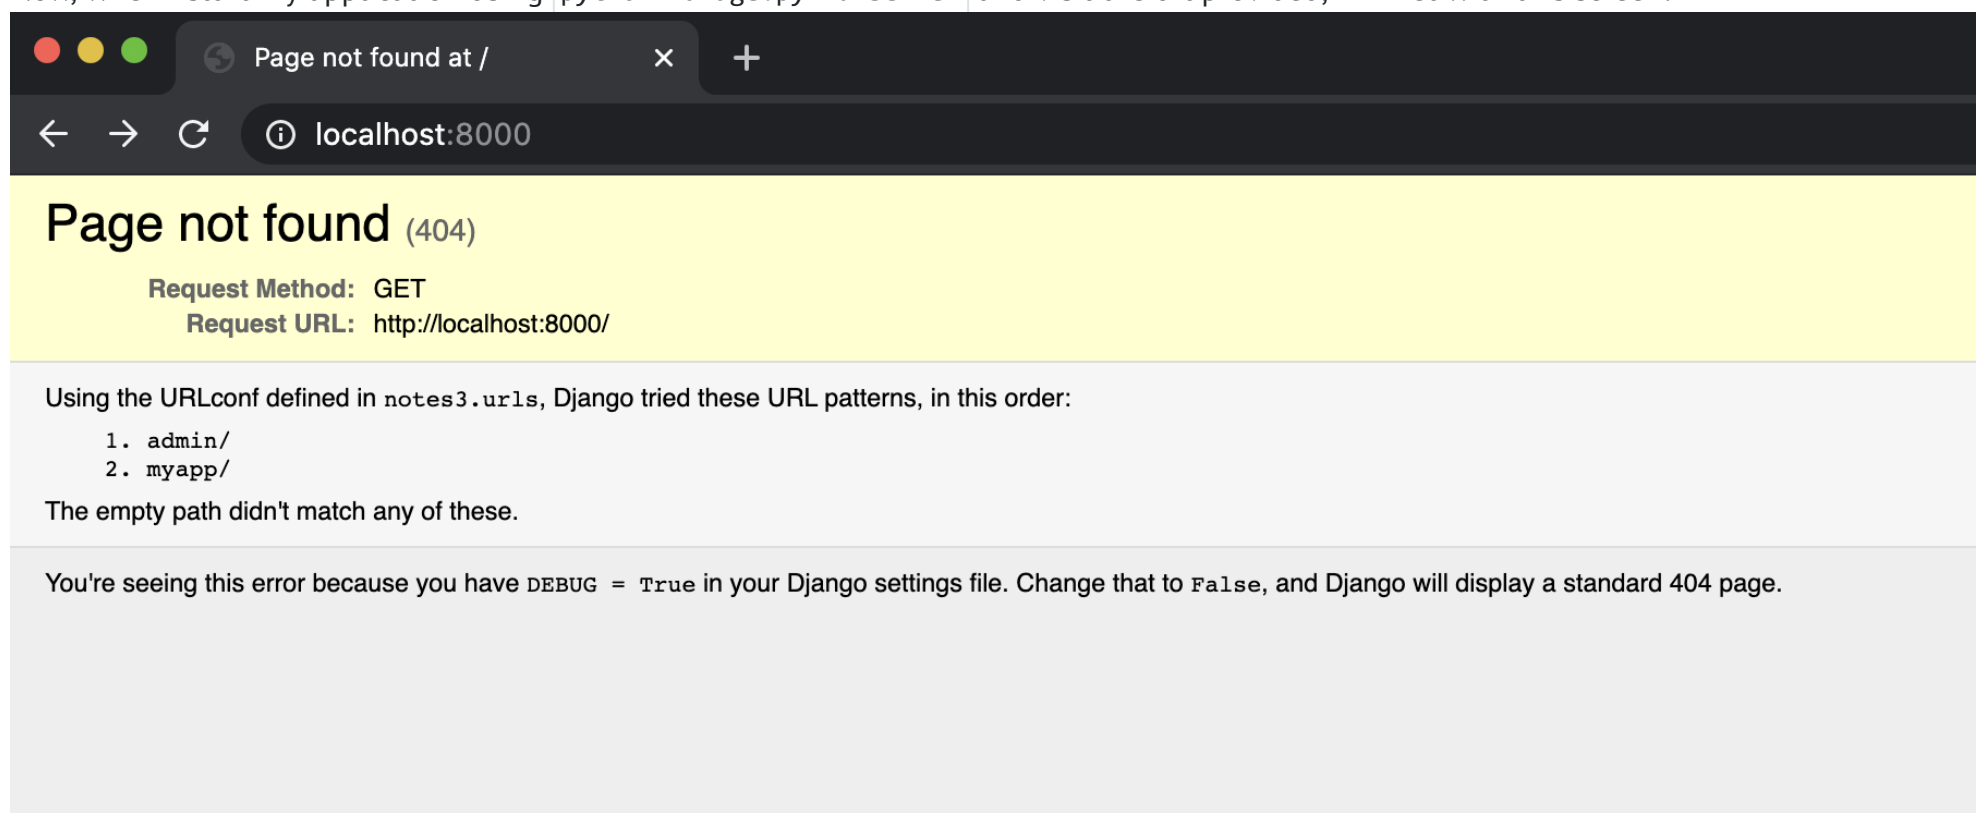 Page not found at /
localhost:8000
Page not found (404)
Request Method: GET
Request URL: http://localhost:8000/
Using the URLconf defined in notes3.urls, Django tried these URL patterns, in this order:
1. admin/
2. myapp/
The empty path didn't match any of these.
You're seeing this error because you have DEBUG = True in your Django settings file. Change that to False, and Django will display a standard 404 page.